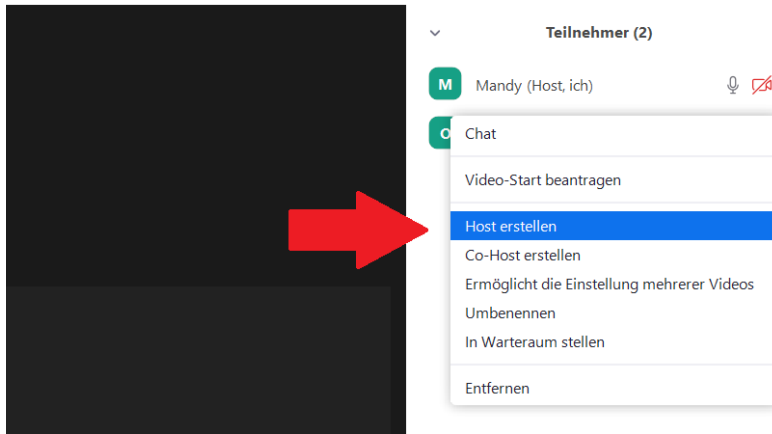 Teilnehmer (2)
M Mandy (Host, ich)
O
Chat
Video-Start beantragen
Host erstellen
Co-Host erstellen
Ermöglicht die Einstellung mehrerer Videos
Umbenennen
In Warteraum stellen
Entfernen